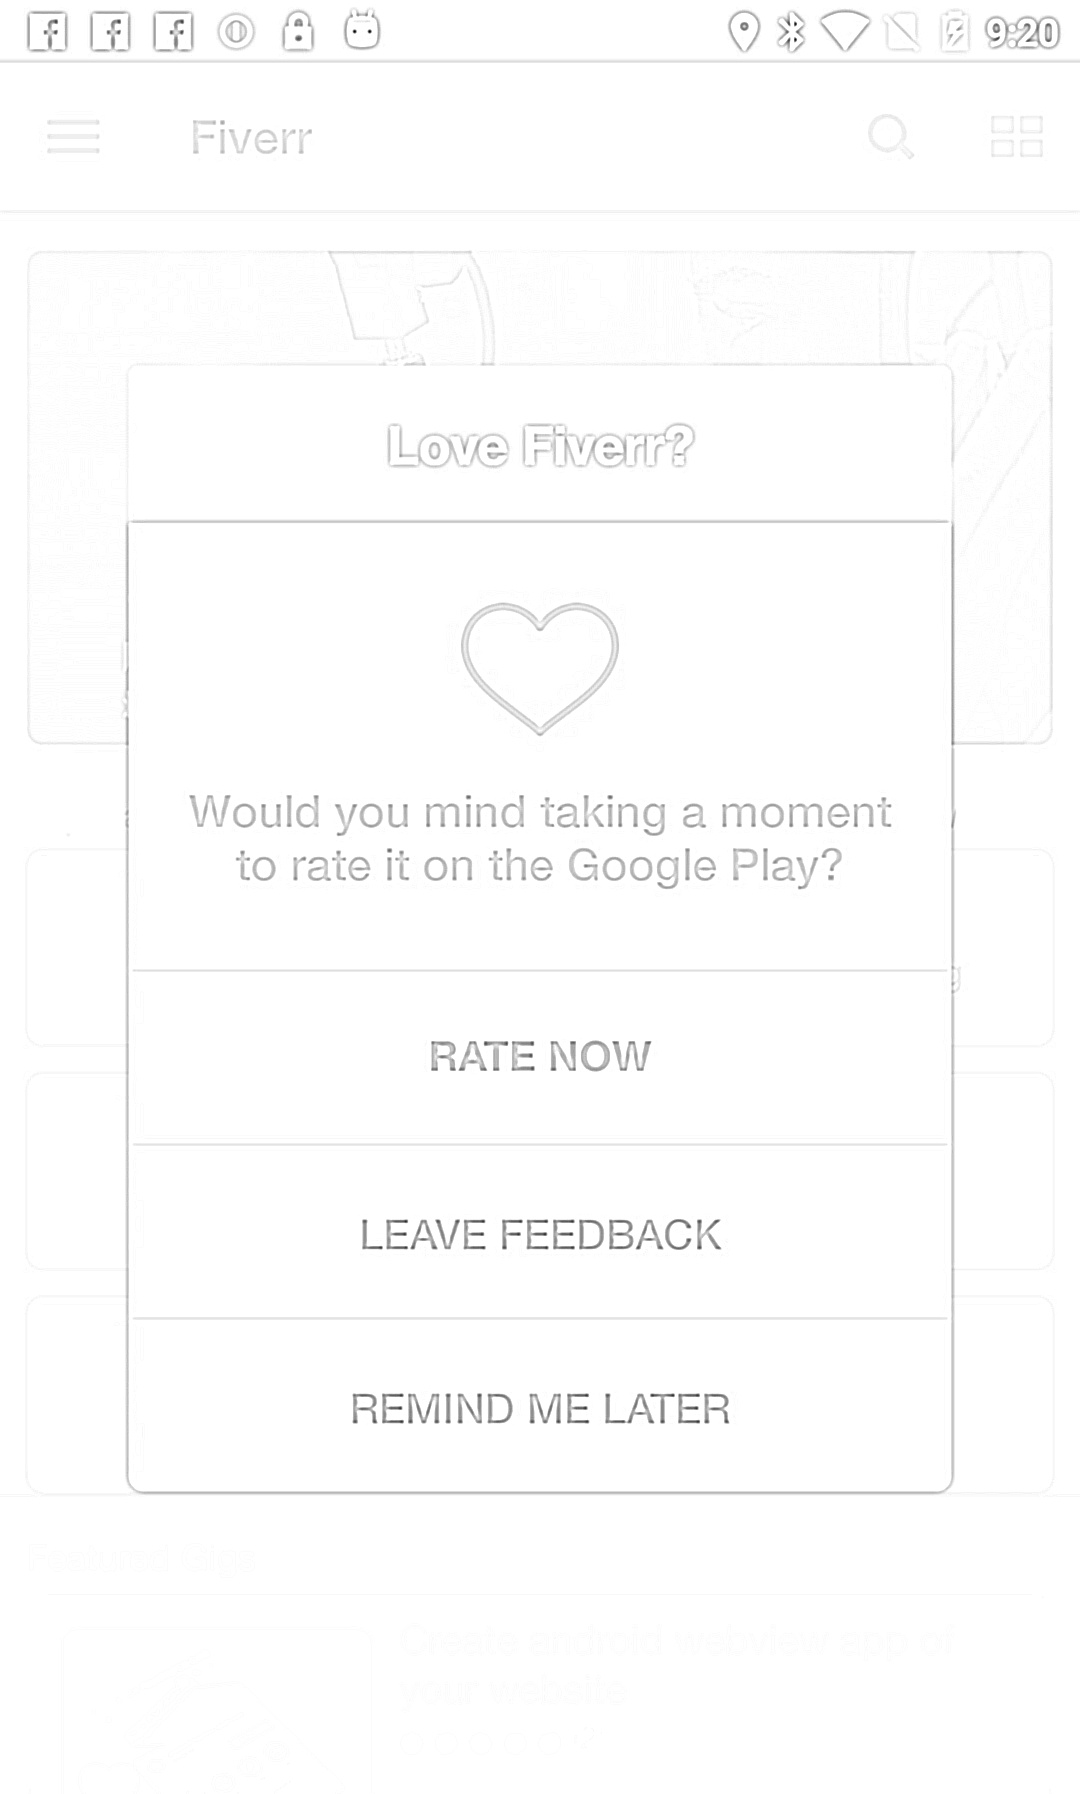 9:20
Fiverr
Love Fiverr?
Would you mind taking a moment
to rate it on the Google Play?
RATE NOW
LEAVE FEEDBACK
REMIND ME LATER
Featured Gigs
Create android webview app of
your website